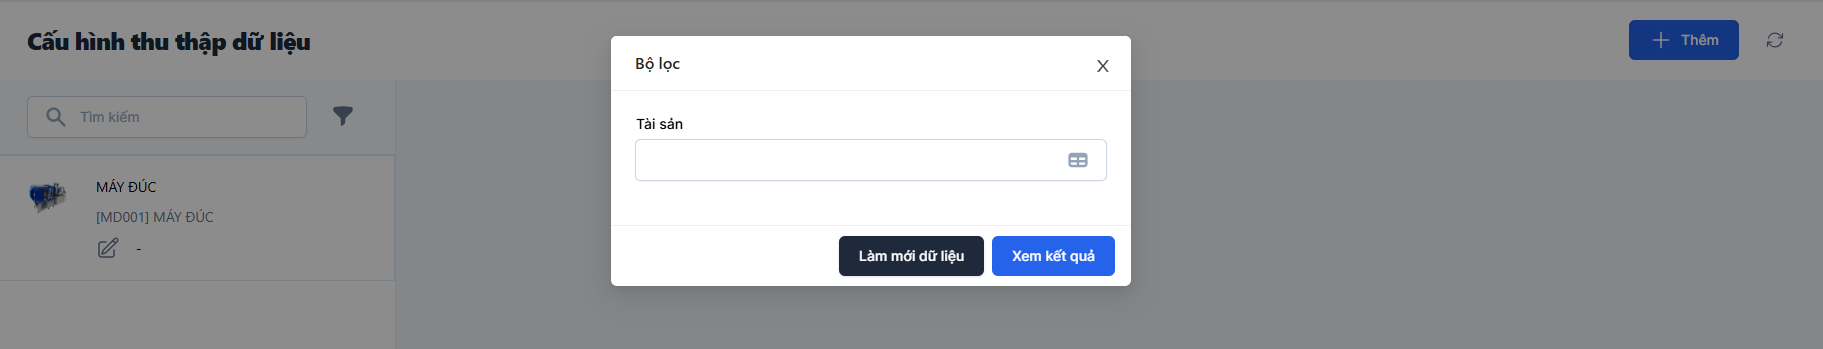 Cấu hình thu thập dữ liệu
Thêm
Tìm kiếm
MÁY ĐÚC
[MD001] MÁY ĐÚC
-
Bộ lọc
X
Tài sản
Làm mới dữ liệu
Xem kết quả